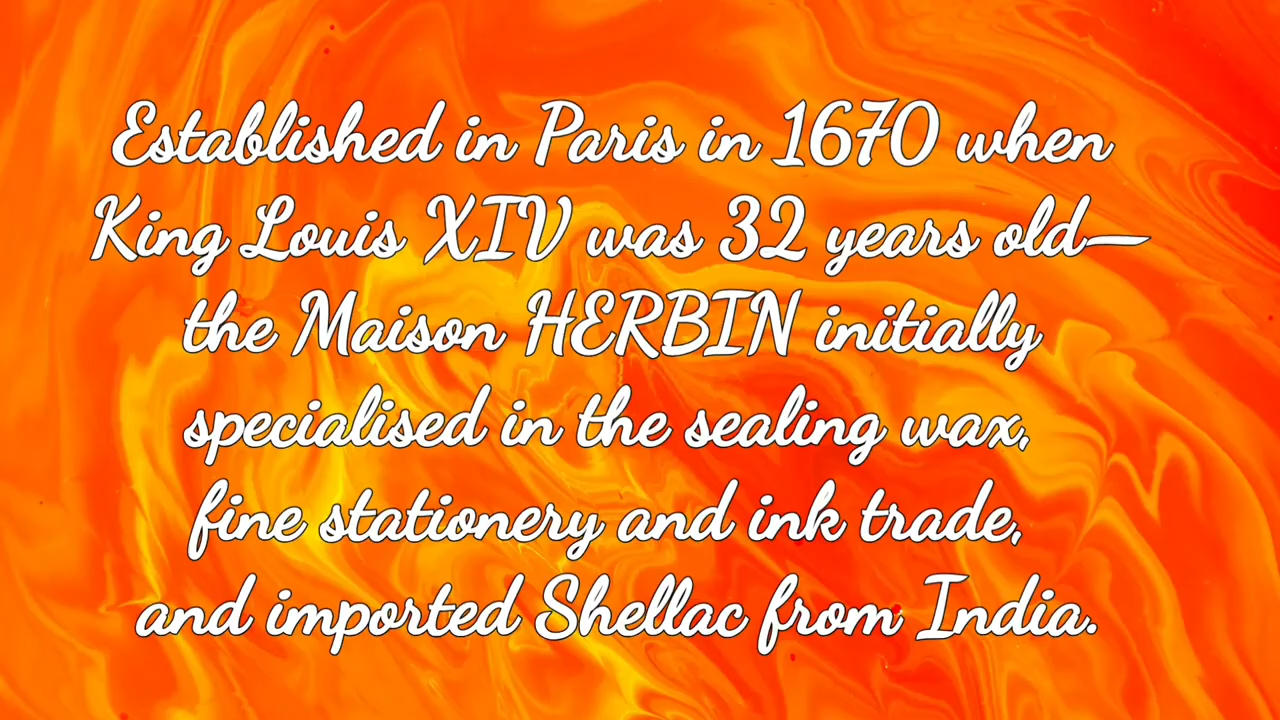 Established in Paris in 1670 when
King Louis XIV was 32 years old—
the Maison HERBIN initially
specialised in the sealing wax,
fine stationery and ink trade,
and imported Shellac from India.